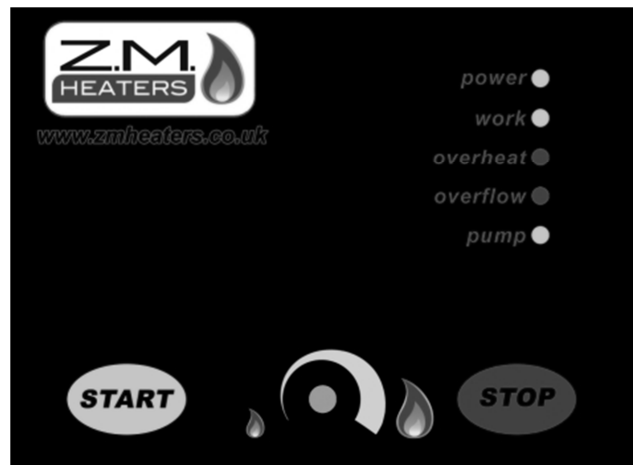 Z.M.
HEATERS
www.zmheaters.co.uk
power
work
overheat
overflow
pump
START
STOP